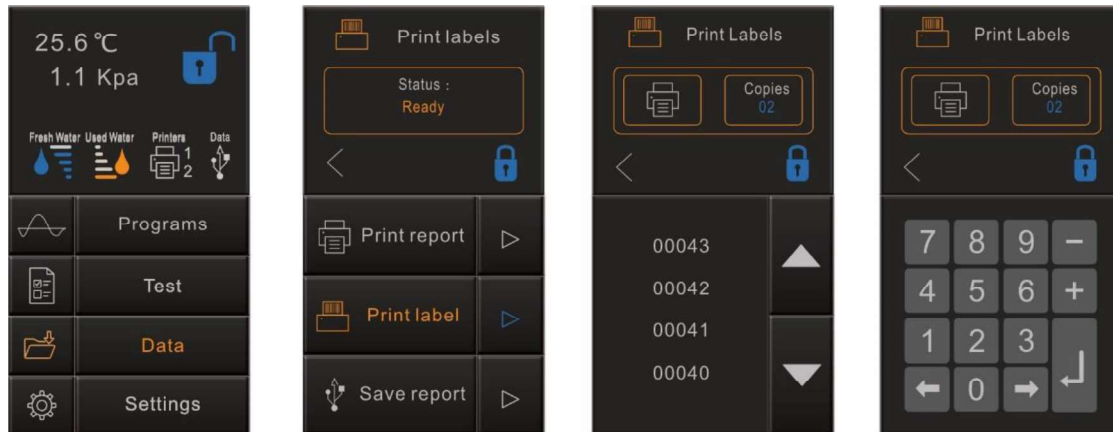 25.6 ℃
1.1 Kpa
Fresh Water Used Water Printers Data
1
2
Programs
Test
Data
Settings
Print labels
Status :
Ready
Print report
Print label
Save report
Print Labels
Copies
02
00043
00042
00041
00040
Print Labels
Copies
02
7 8 9 −
4 5 6 +
1 2 3
0